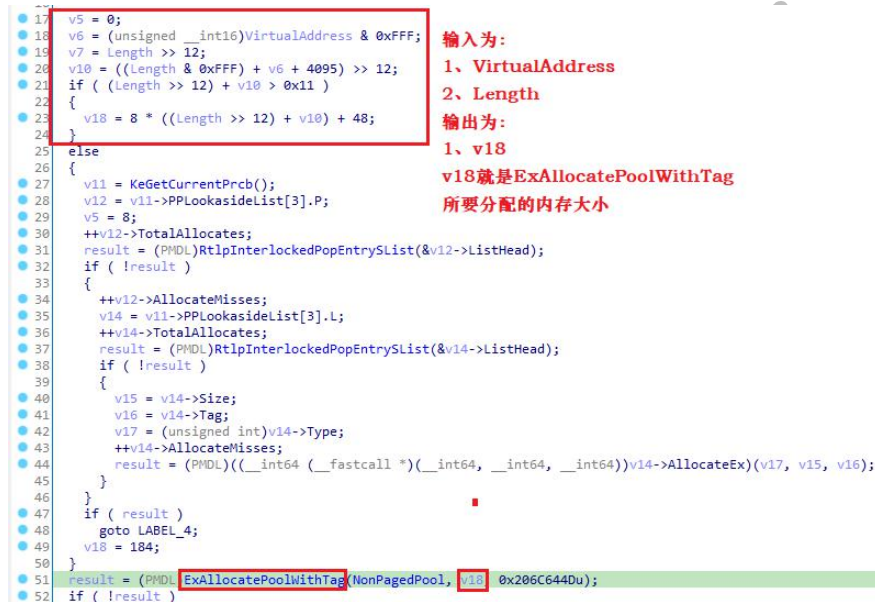 17 v5 = 0;
18 v6 = (unsigned __int16)VirtualAddress & 0xFFF;
19 v7 = Length >> 12;
20 v10 = ((Length & 0xFFF) + v6 + 4095) >> 12;
21 if ( (Length >> 12) + v10 > 0x11 )
22 {
23 v18 = 8 * ((Length >> 12) + v10) + 48;
24 }
25 else
26 {
27 v11 = KeGetCurrentPrcb();
28 v12 = v11->PPLookasideList[3].P;
29 v5 = 8;
30 ++v12->TotalAllocates;
31 result = (PMDL)RtlpInterlockedPopEntrySList(&v12->ListHead);
32 if ( !result )
33 {
34 ++v12->AllocateMisses;
35 v14 = v11->PPLookasideList[3].L;
36 ++v14->TotalAllocates;
37 result = (PMDL)RtlpInterlockedPopEntrySList(&v14->ListHead);
38 if ( !result )
39 {
40 v15 = v14->Size;
41 v16 = v14->Tag;
42 v17 = (unsigned int)v14->Type;
43 ++v14->AllocateMisses;
44 result = (PMDL)((__int64 (__fastcall *)(__int64, __int64, __int64))v14->AllocateEx)(v17, v15, v16);
45 }
46 }
47 if ( result )
48 goto LABEL_4;
49 v18 = 184;
50 }
51 result = (PMDL ExAllocatePoolWithTag(NonPagedPool, v18 0x206C644Du);
52 if ( !result )
输入为:
1、VirtualAddress
2、Length
输出为:
1、v18
v18就是ExAllocatePoolWithTag
所要分配的内存大小